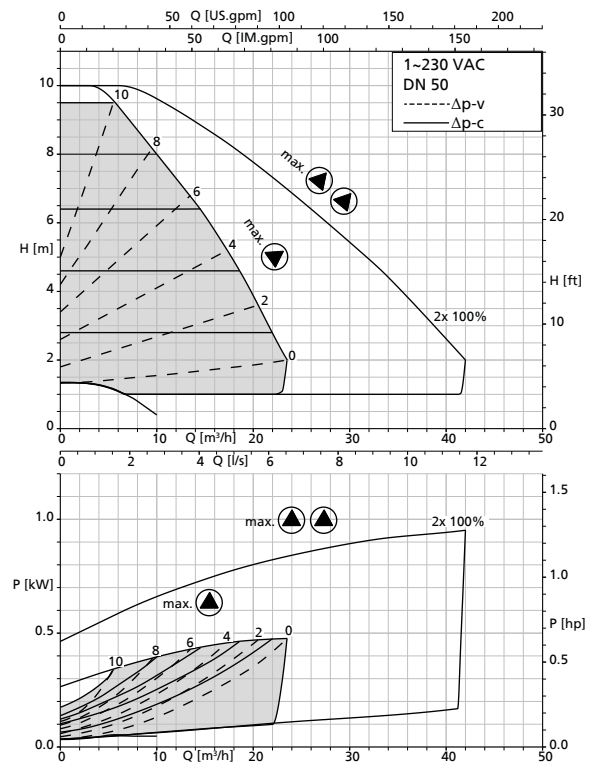 0 50 Q [US.gpm] 100 150 200
0 50 Q [IM.gpm] 100 150
1~230 VAC
DN 50
Δp-v
Δp-c
10
8
6
H [m]
4
2
0
30
20
H [ft]
10
0
10
8
6
4
2
0
max.
max.
2x 100%
0 10 20 30 40 50
Q [m³/h]
0 2 4 Q [l/s] 6 8 10 12
1.0
P [kW]
0.5
0.0
1.5
1.0
P [hp]
0.5
0.0
max.
2x 100%
max.
10 8 6 4 2 0
0 10 20 30 40 50
Q [m³/h]